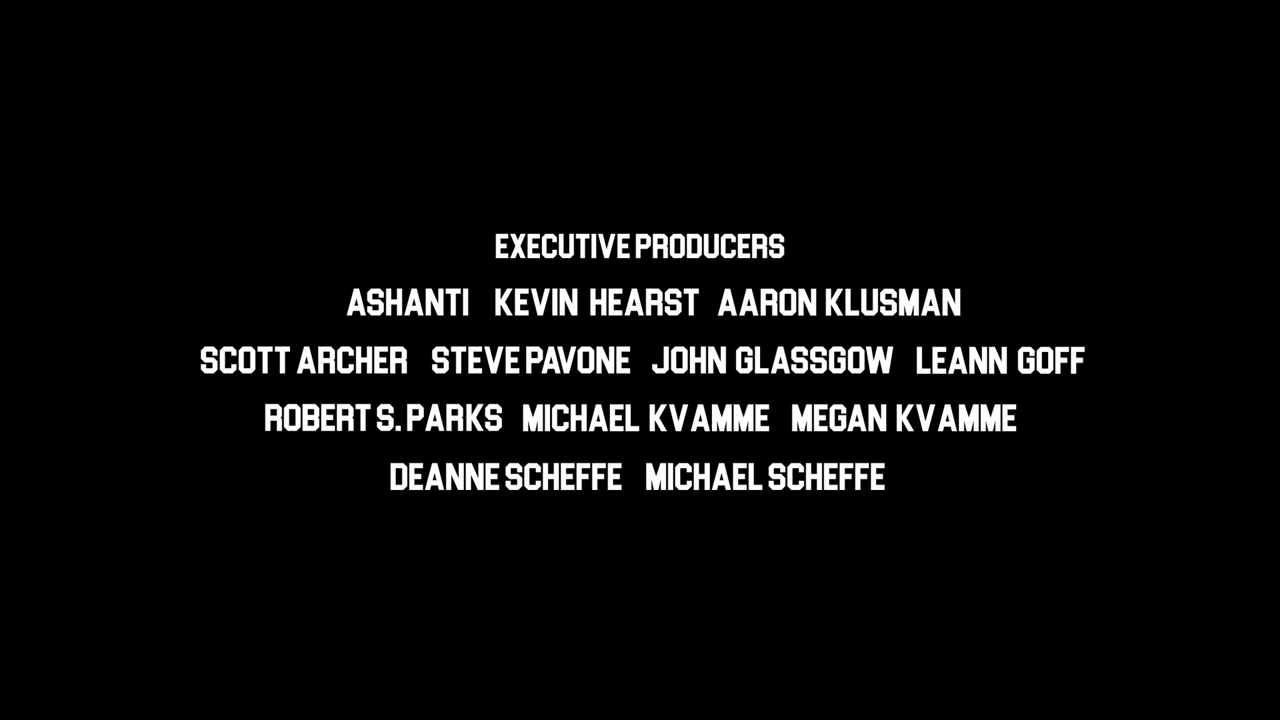 EXECUTIVE PRODUCERS
ASHANTI KEVIN HEARST AARON KLUSMAN
SCOTT ARCHER STEVE PAVONE JOHN GLASSGOW LEANN GOFF
ROBERT S. PARKS MICHAEL KVAMME MEGAN KVAMME
DEANNE SCHEFFE MICHAEL SCHEFFE